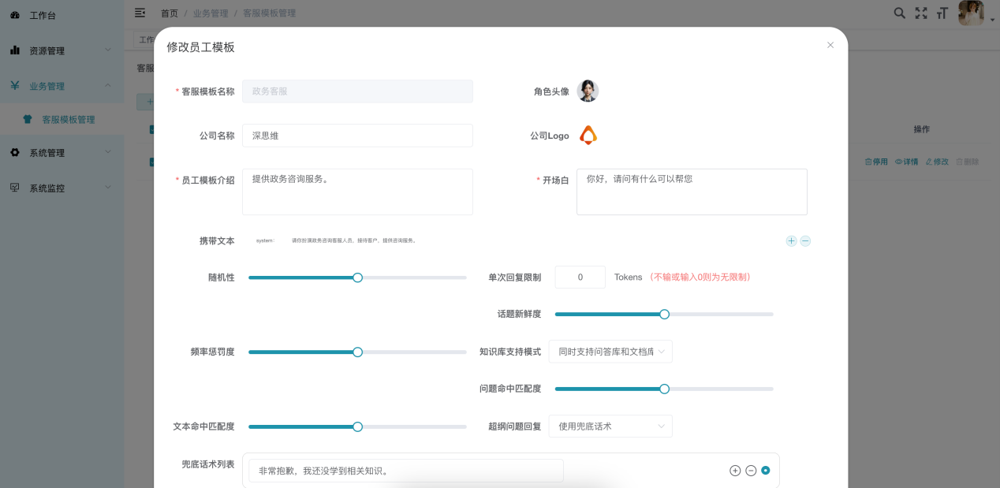 工作台
首页 / 业务管理 / 客服模板管理
工作
修改员工模板
资源管理
客服
业务管理
* 客服模板名称 政务客服
角色头像
客服模板管理
公司名称 深思维
公司Logo
操作
系统管理
停用 详情 修改 删除
* 员工模板介绍 提供政务咨询服务。
* 开场白 你好，请问有什么可以帮您
系统监控
携带文本 system: 请你扮演政务咨询客服人员，接待客户，提供咨询服务。
随机性
单次回复限制 0 Tokens （不输或输入0则为无限制）
话题新鲜度
频率惩罚度
知识库支持模式 同时支持问答库和文档库
问题命中匹配度
文本命中匹配度
超纲问题回复 使用兜底话术
兜底话术列表
非常抱歉，我还没学到相关知识。